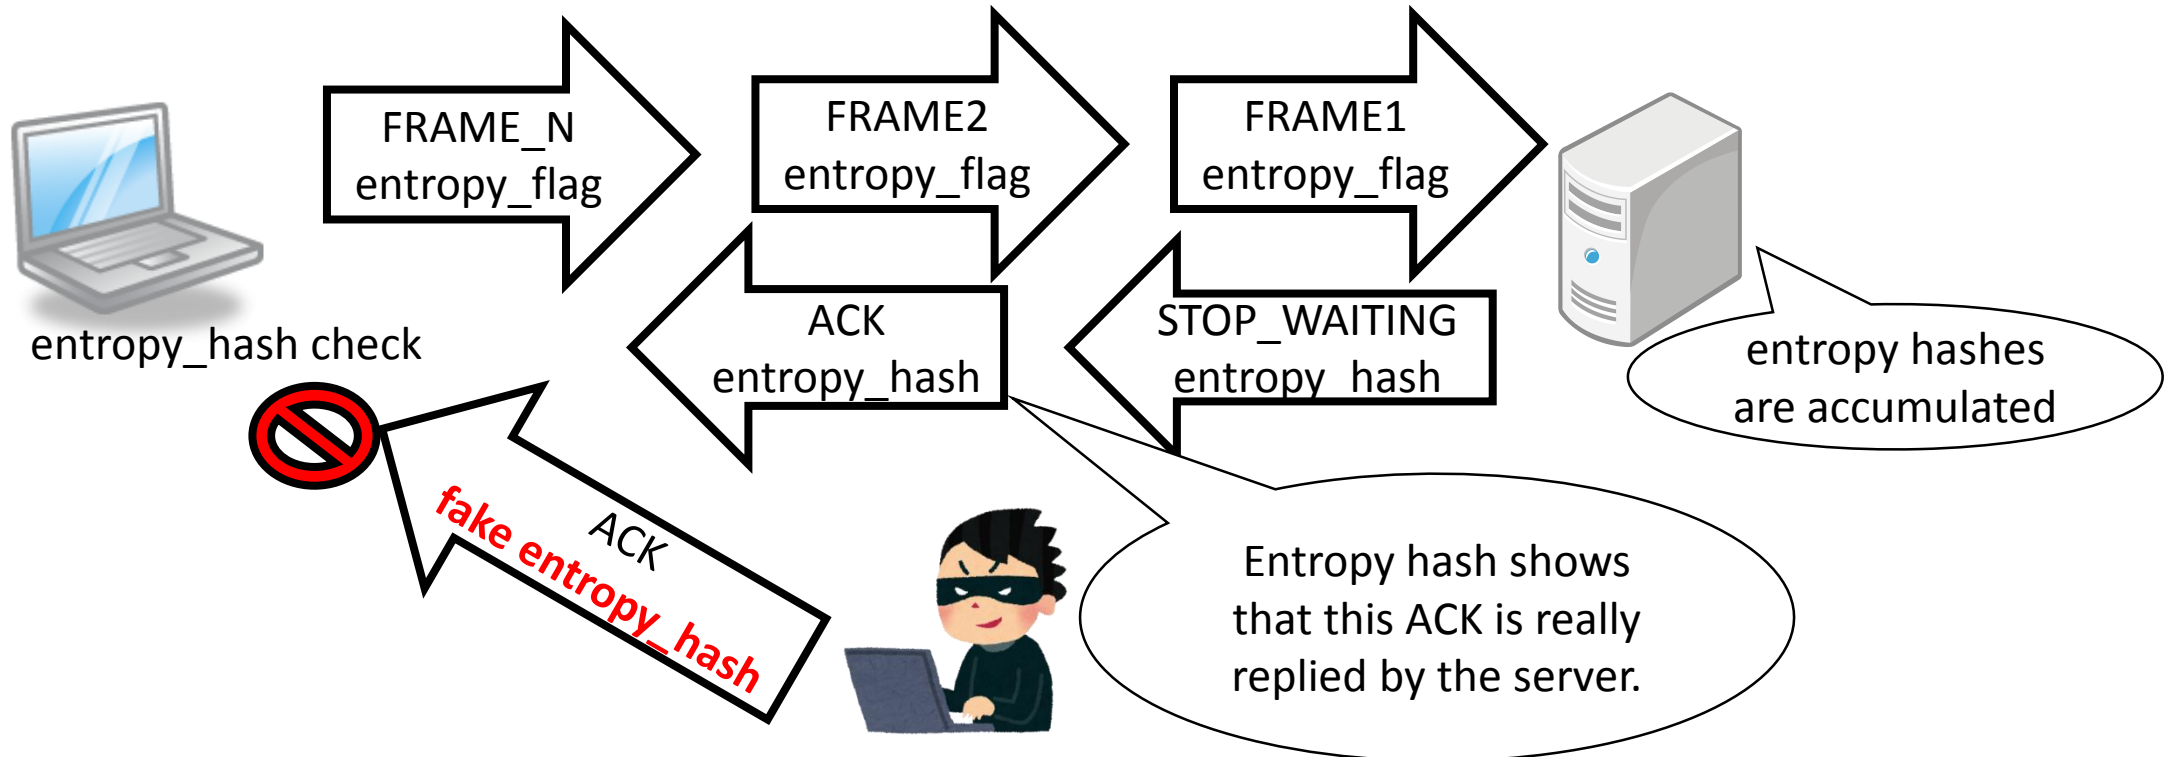 FRAME_N
entropy_flag
FRAME2
entropy_flag
FRAME1
entropy_flag
ACK
entropy_hash
STOP_WAITING
entropy_hash
entropy_hash check
entropy hashes
are accumulated
ACK
fake entropy_hash
Entropy hash shows
that this ACK is really
replied by the server.